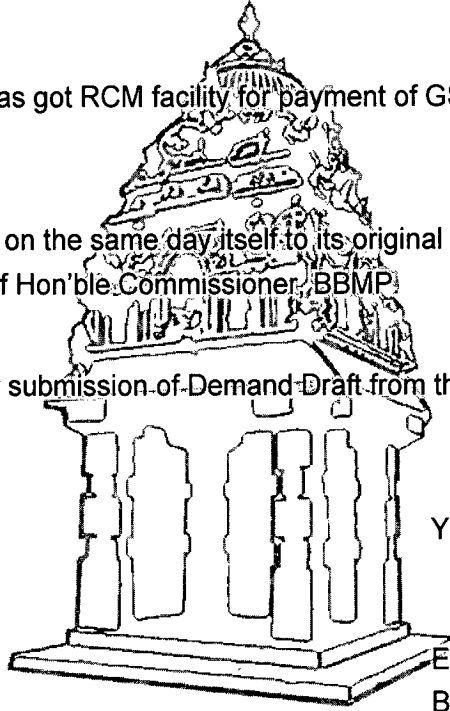 as got RCM facility for payment of GS
on the same day itself to its original
f Hon'ble Commissioner, BBMP
submission of Demand Draft from th
Y
E
B